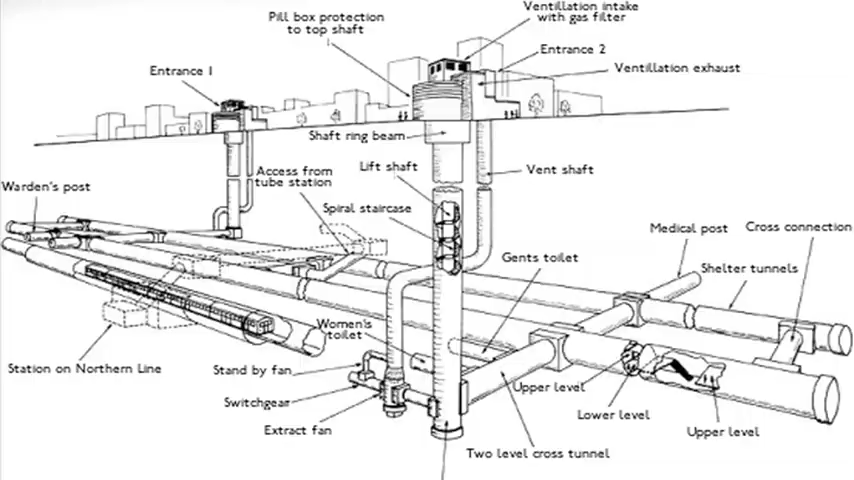 Ventillation intake
with gas filter
Pill box protection
to top shaft
Entrance 2
Entrance 1
Ventillation exhaust
Shaft ring beam
Lift shaft
Vent shaft
Access from
tube station
Warden's post
Spiral staircase
Medical post
Cross connection
Gents toilet
Shelter tunnels
Women's
toilet
Station on Northern Line
Stand by fan
Upper level
Switchgear
Lower level
Extract fan
Upper level
Two level cross tunnel